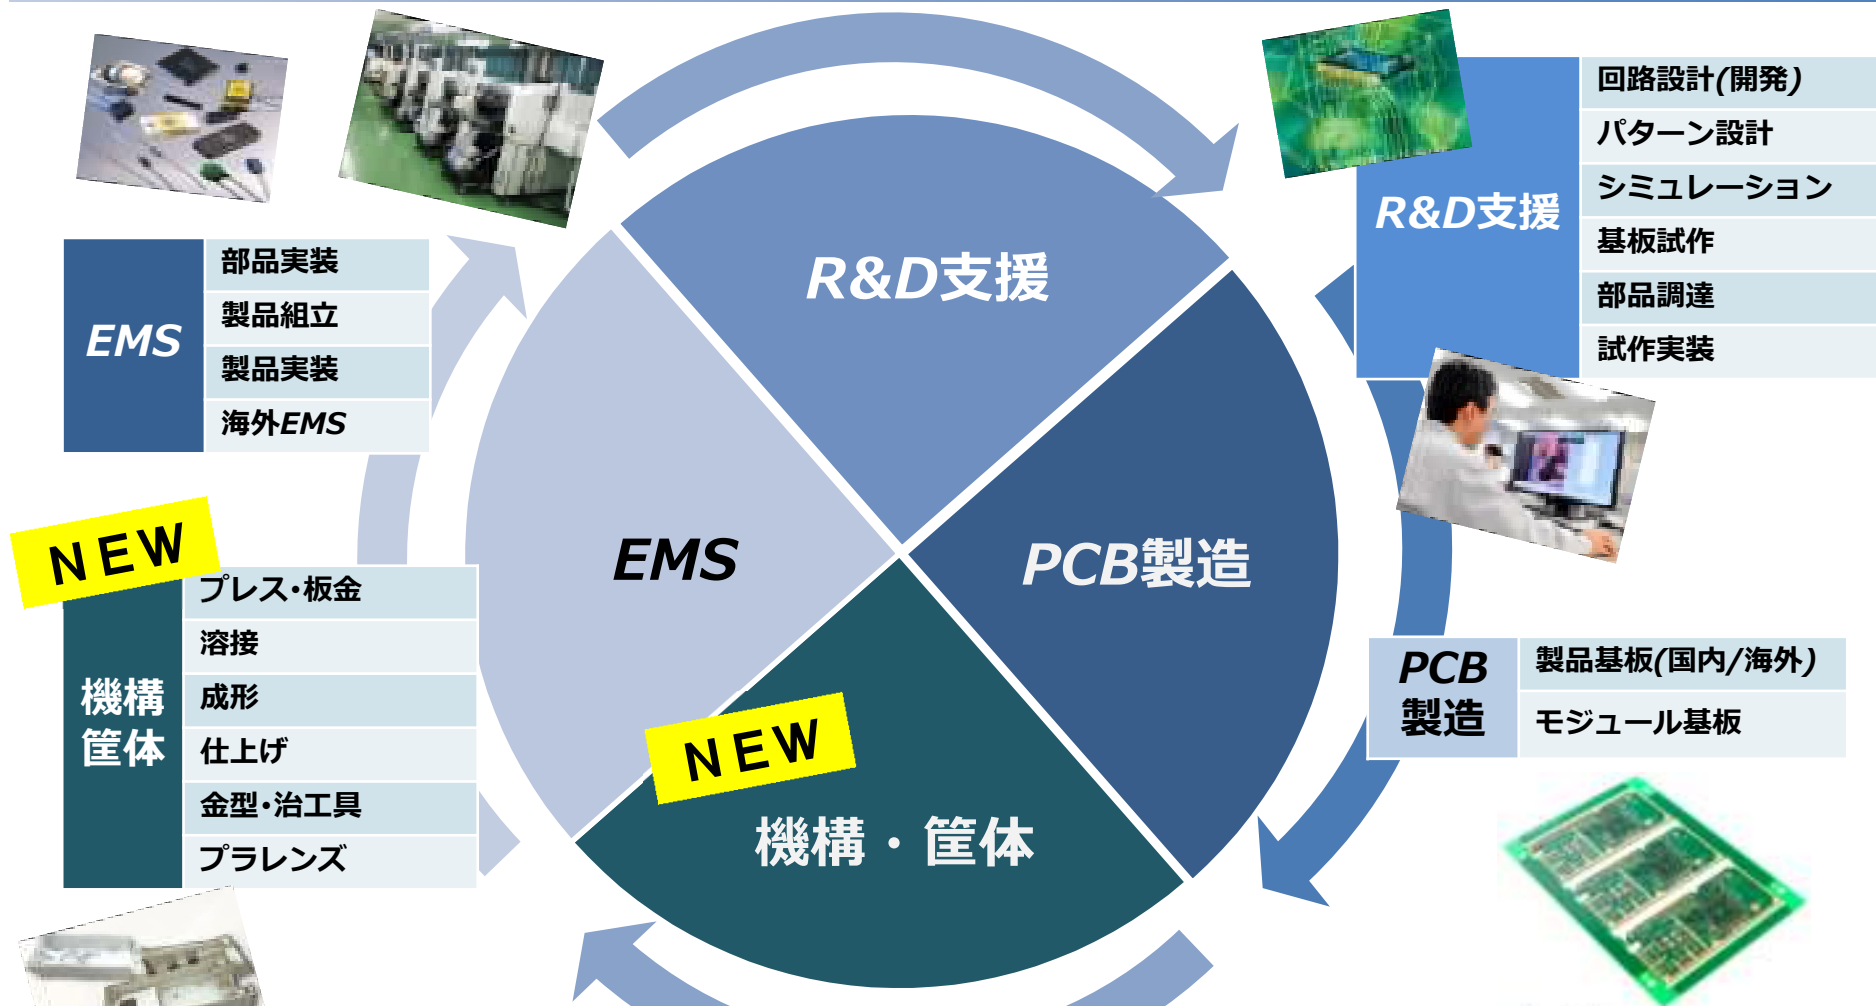 回路設計(開発)
パターン設計
シミュレーション
基板試作
部品調達
試作実装
R&D支援
R&D支援
部品実装
製品組立
製品実装
海外EMS
EMS
EMS
PCB製造
NEW
プレス・板金
溶接
成形
仕上げ
金型・治工具
プラレンズ
機構
筐体
NEW
機構・筐体
PCB
製造
製品基板(国内/海外)
モジュール基板